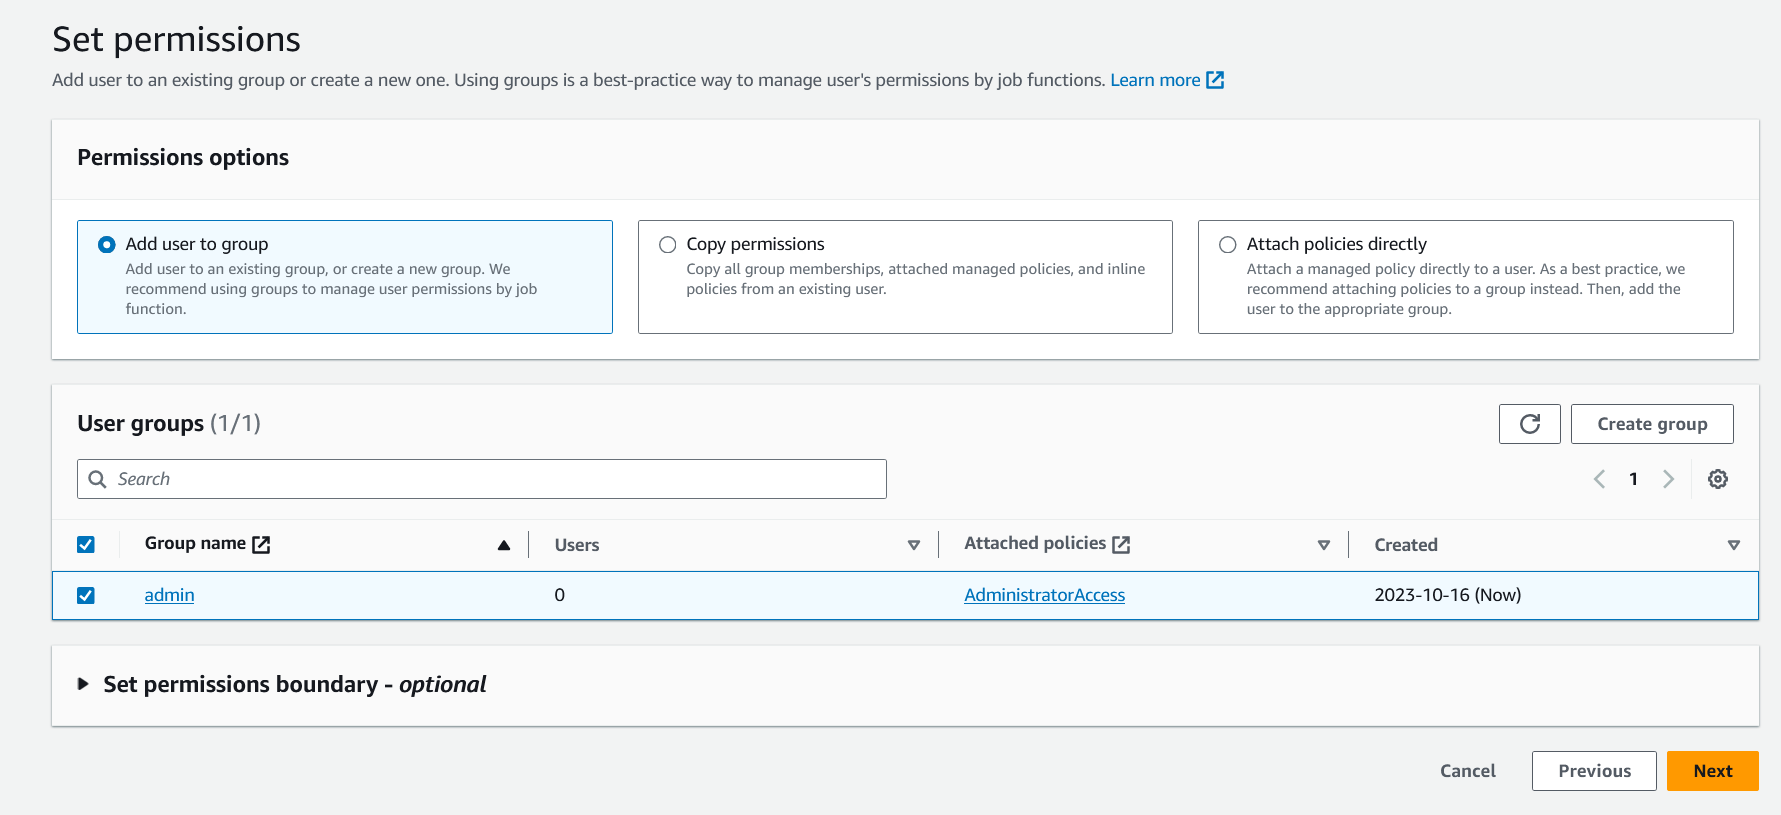 Set permissions
Add user to an existing group or create a new one. Using groups is a best-practice way to manage user's permissions by job functions. Learn more
Permissions options
Add user to group
Add user to an existing group, or create a new group. We
recommend using groups to manage user permissions by job
function.
Copy permissions
Copy all group memberships, attached managed policies, and inline
policies from an existing user.
Attach policies directly
Attach a managed policy directly to a user. As a best practice, we
recommend attaching policies to a group instead. Then, add the
user to the appropriate group.
User groups (1/1)
Create group
Search
1
Group name Users Attached policies Created
admin 0 AdministratorAccess 2023-10-16 (Now)
Set permissions boundary - optional
Cancel Previous Next